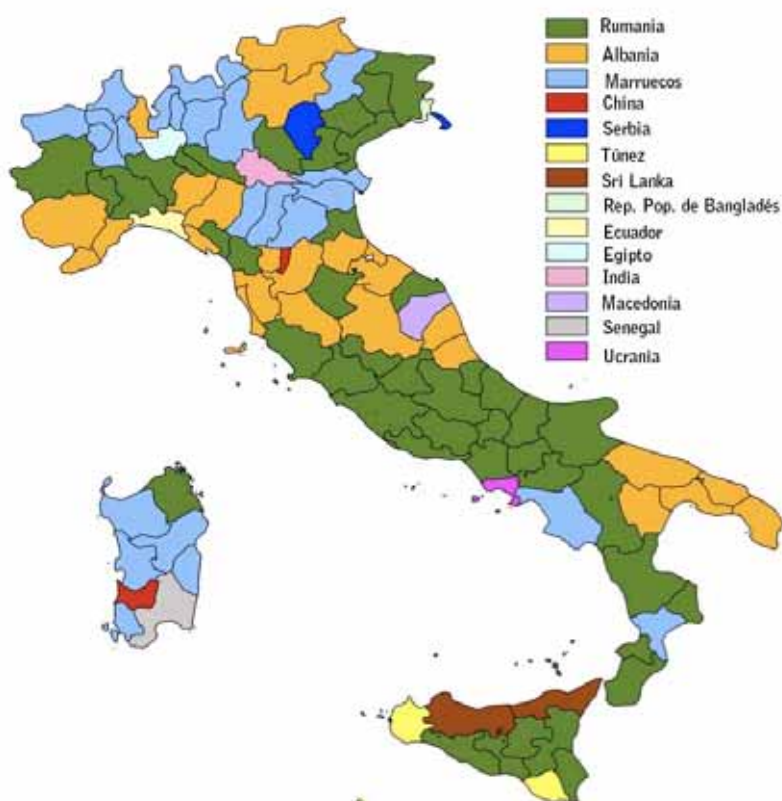 Rumania
Albania
Marruecos
China
Serbia
Túnez
Sri Lanka
Rep. Pop. de Bangladés
Ecuador
Egipto
India
Macedonia
Senegal
Ucrania